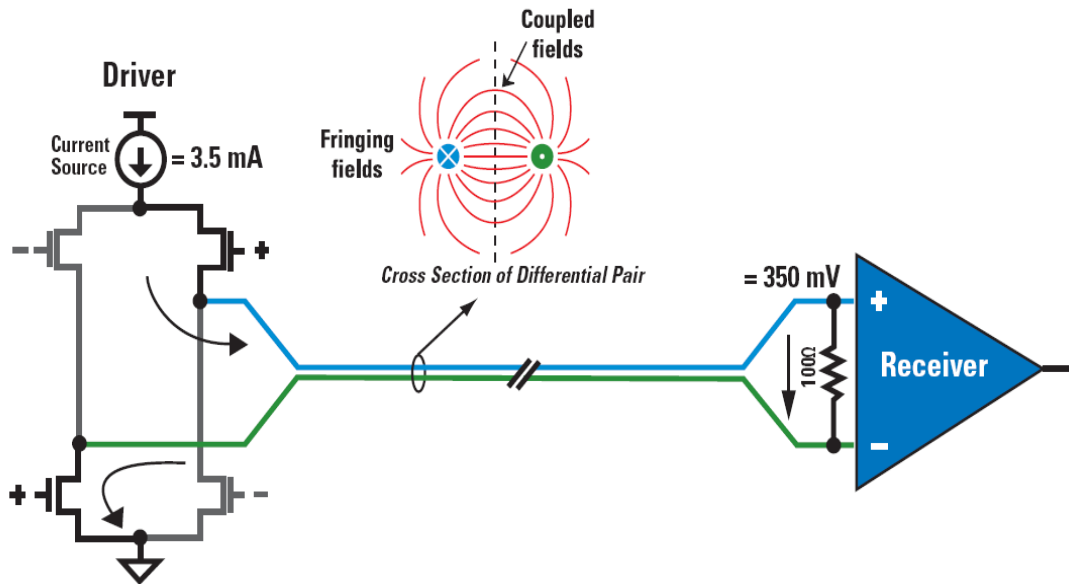 Coupled
fields
Driver
Current
Source
= 3.5 mA
Fringing
fields
–
+
Cross Section of Differential Pair
= 350 mV
+
100Ω
Receiver
–
+
–